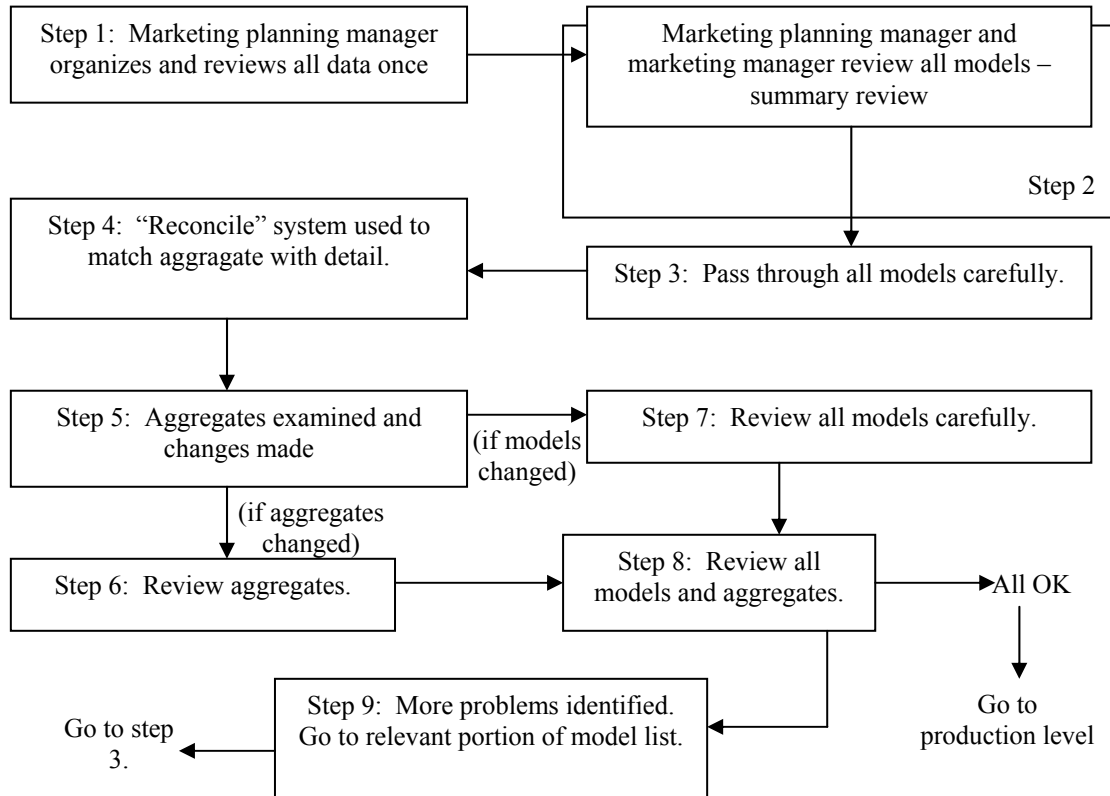 Step 1: Marketing planning manager
organizes and reviews all data once
Marketing planning manager and
marketing manager review all models –
summary review
Step 2
Step 4: “Reconcile” system used to
match aggragate with detail.
Step 3: Pass through all models carefully.
Step 5: Aggregates examined and
changes made
(if models
changed)
Step 7: Review all models carefully.
(if aggregates
changed)
Step 6: Review aggregates.
Step 8: Review all
models and aggregates.
All OK
Go to
production level
Step 9: More problems identified.
Go to relevant portion of model list.
Go to step
3.